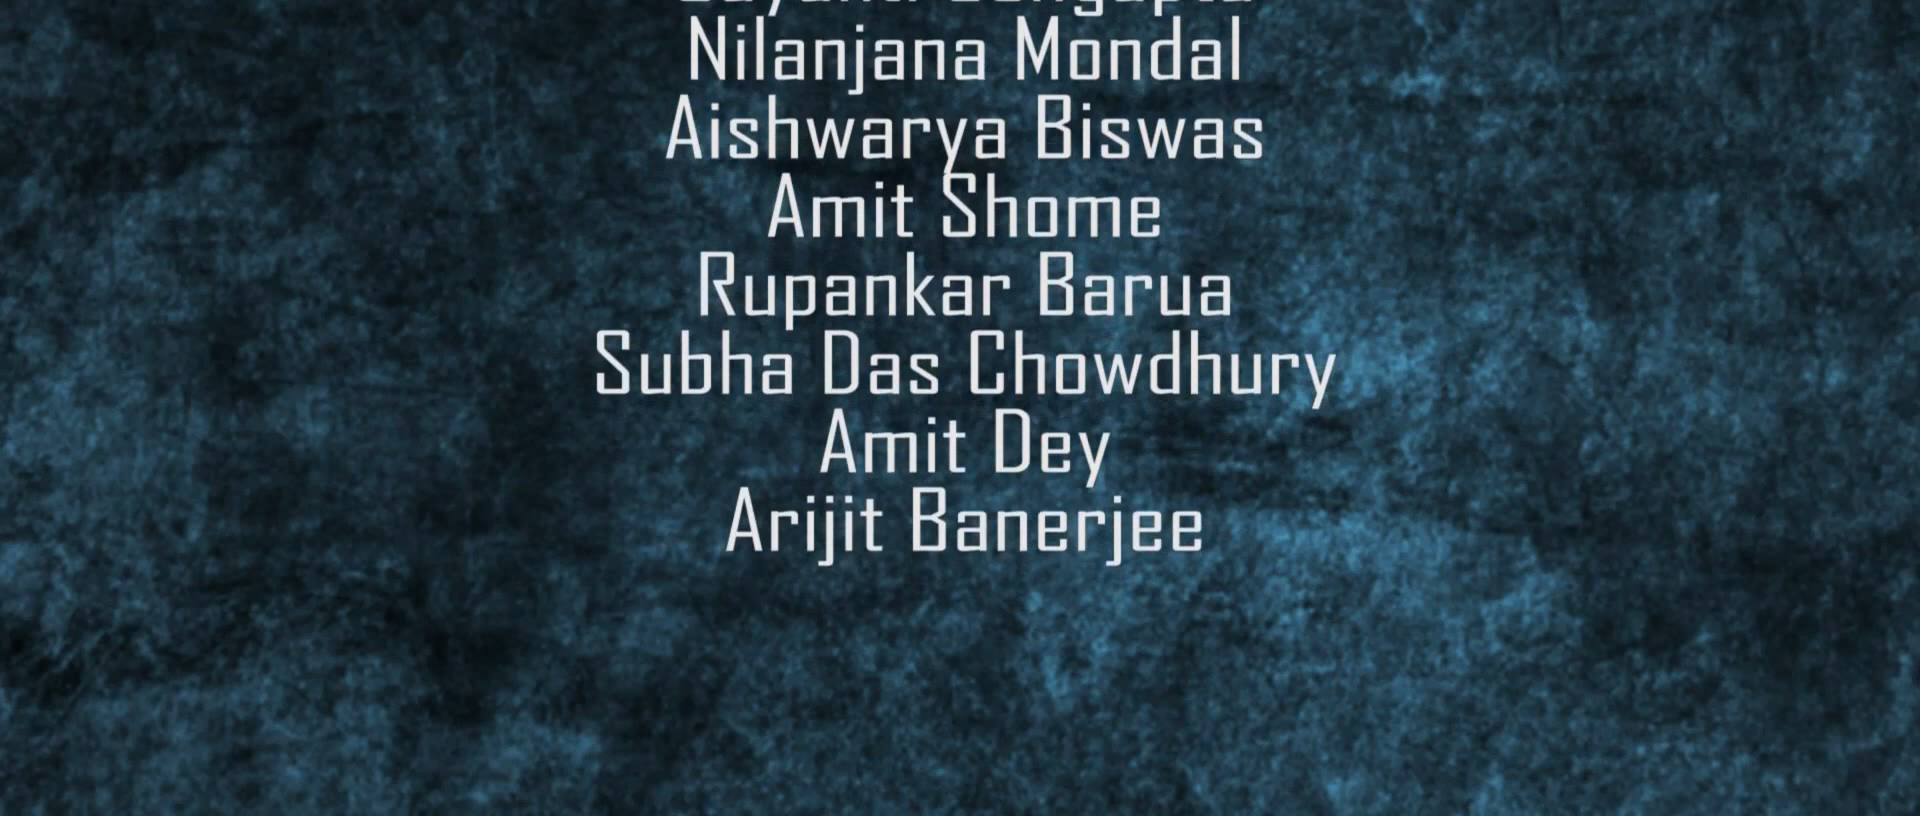 Nilanjana Mondal
Aishwarya Biswas
Amit Shome
Rupankar Barua
Subha Das Chowdhury
Amit Dey
Arijit Banerjee